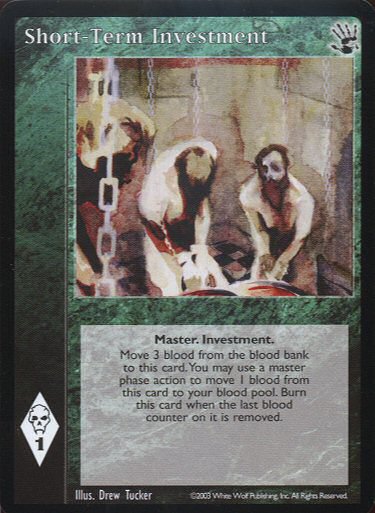 Short-Term Investment
Master. Investment.
Move 3 blood from the blood bank
to this card. You may use a master
phase action to move 1 blood from
this card to your blood pool. Burn
this card when the last blood
counter on it is removed.
1
Illus. Drew Tucker
©2003 White Wolf Publishing, Inc. All Rights Reserved.